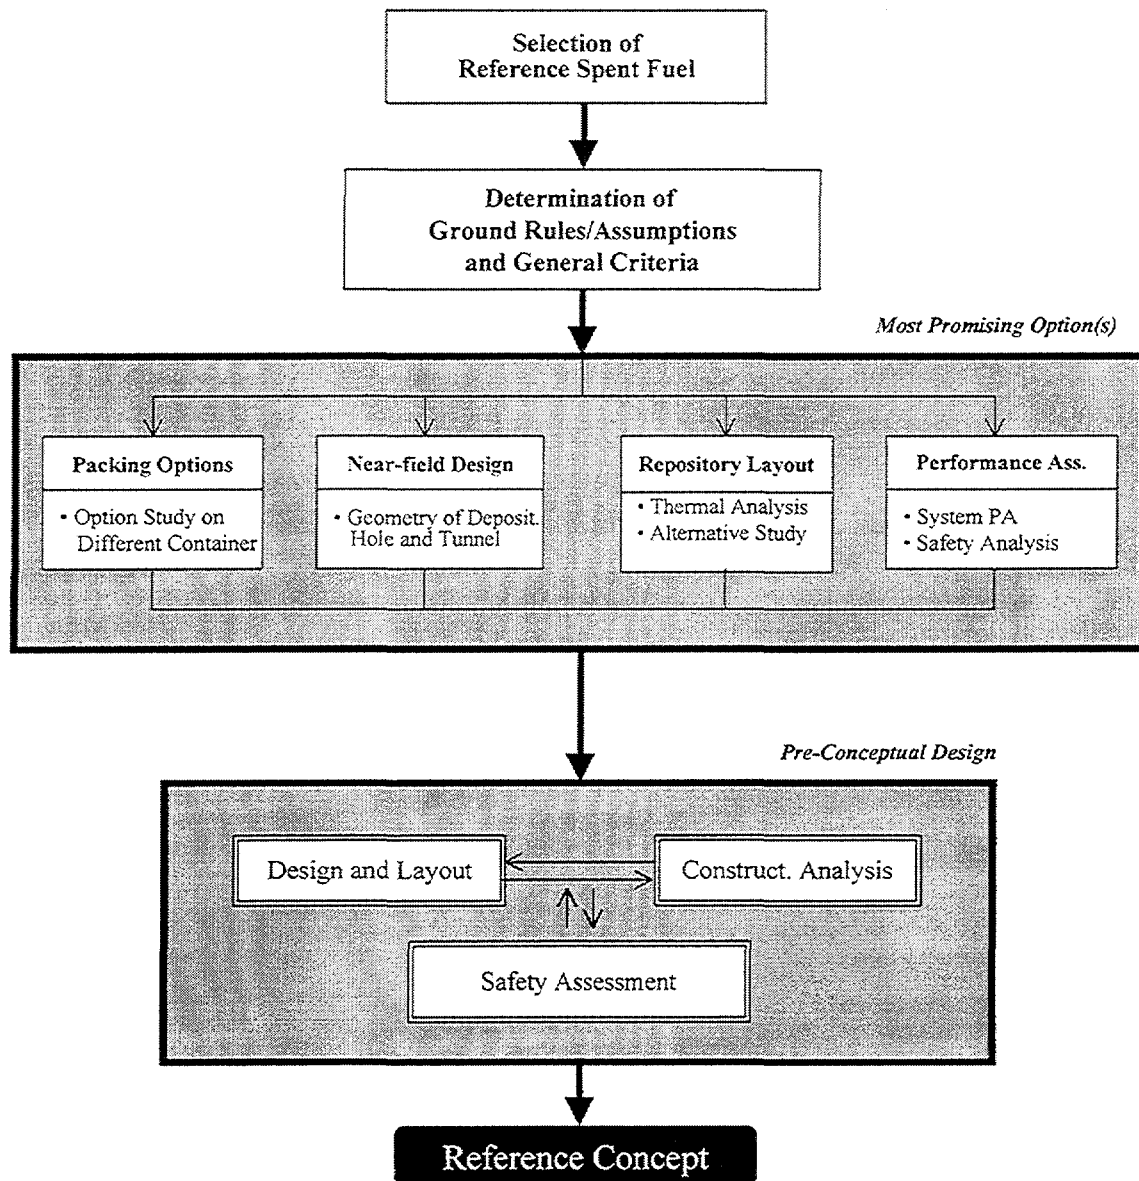 Selection of
Reference Spent Fuel
Determination of
Ground Rules/Assumptions
and General Criteria
Most Promising Option(s)
Packing Options
• Option Study on
Different Container
Near-field Design
• Geometry of Deposit.
Hole and Tunnel
Repository Layout
• Thermal Analysis
• Alternative Study
Performance Ass.
• System PA
• Safety Analysis
Pre-Conceptual Design
Design and Layout
Construct. Analysis
Safety Assessment
Reference Concept